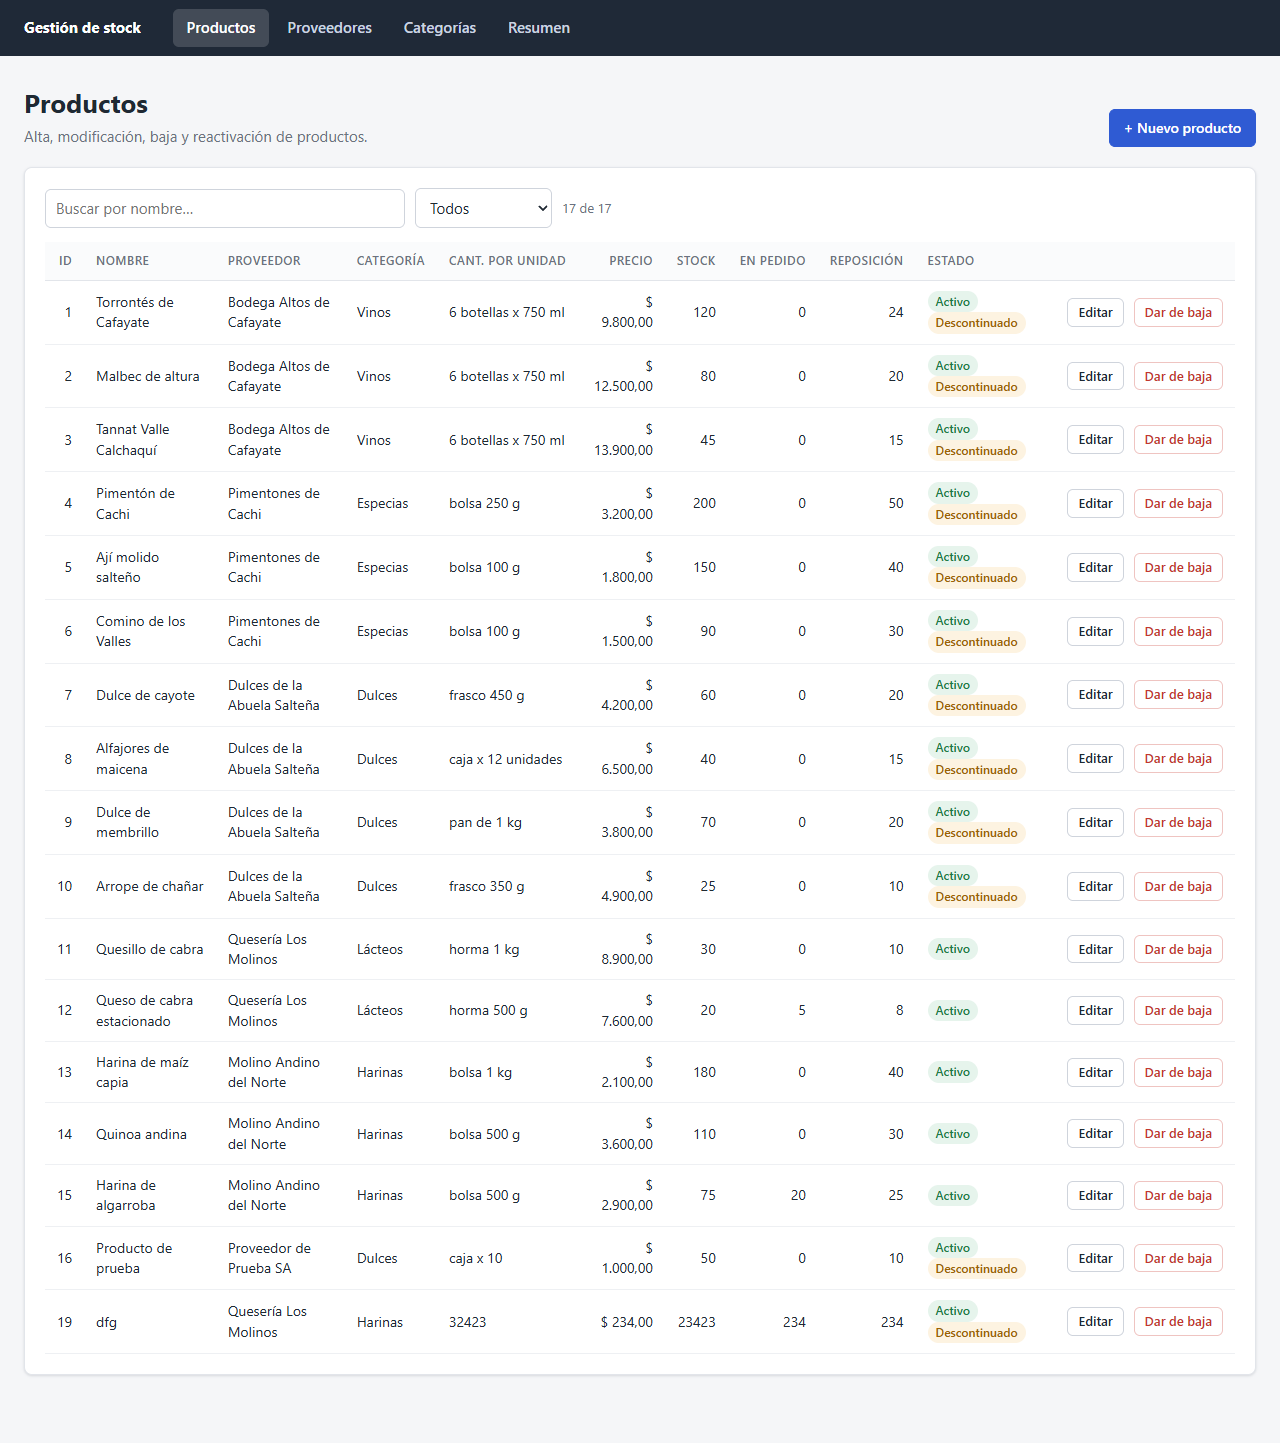 Gestión de stock Productos Proveedores Categorías Resumen
Productos
Alta, modificación, baja y reactivación de productos.
+ Nuevo producto
Buscar por nombre... Todos 17 de 17
ID NOMBRE PROVEEDOR CATEGORÍA CANT. POR UNIDAD PRECIO STOCK EN PEDIDO REPOSICIÓN ESTADO
1 Torrontés de Cafayate Bodega Altos de Cafayate Vinos 6 botellas x 750 ml $ 9.800,00 120 0 24 Activo Descontinuado Editar Dar de baja
2 Malbec de altura Bodega Altos de Cafayate Vinos 6 botellas x 750 ml $ 12.500,00 80 0 20 Activo Descontinuado Editar Dar de baja
3 Tannat Valle Calchaquí Bodega Altos de Cafayate Vinos 6 botellas x 750 ml $ 13.900,00 45 0 15 Activo Descontinuado Editar Dar de baja
4 Pimentón de Cachi Pimentones de Cachi Especias bolsa 250 g $ 3.200,00 200 0 50 Activo Descontinuado Editar Dar de baja
5 Ají molido salteño Pimentones de Cachi Especias bolsa 100 g $ 1.800,00 150 0 40 Activo Descontinuado Editar Dar de baja
6 Comino de los Valles Pimentones de Cachi Especias bolsa 100 g $ 1.500,00 90 0 30 Activo Descontinuado Editar Dar de baja
7 Dulce de cayote Dulces de la Abuela Salteña Dulces frasco 450 g $ 4.200,00 60 0 20 Activo Descontinuado Editar Dar de baja
8 Alfajores de maicena Dulces de la Abuela Salteña Dulces caja x 12 unidades $ 6.500,00 40 0 15 Activo Descontinuado Editar Dar de baja
9 Dulce de membrillo Dulces de la Abuela Salteña Dulces pan de 1 kg $ 3.800,00 70 0 20 Activo Descontinuado Editar Dar de baja
10 Arrope de chañar Dulces de la Abuela Salteña Dulces frasco 350 g $ 4.900,00 25 0 10 Activo Descontinuado Editar Dar de baja
11 Quesillo de cabra Quesería Los Molinos Lácteos horma 1 kg $ 8.900,00 30 0 10 Activo Editar Dar de baja
12 Queso de cabra estacionado Quesería Los Molinos Lácteos horma 500 g $ 7.600,00 20 5 8 Activo Editar Dar de baja
13 Harina de maíz capia Molino Andino del Norte Harinas bolsa 1 kg $ 2.100,00 180 0 40 Activo Editar Dar de baja
14 Quinoa andina Molino Andino del Norte Harinas bolsa 500 g $ 3.600,00 110 0 30 Activo Editar Dar de baja
15 Harina de algarroba Molino Andino del Norte Harinas bolsa 500 g $ 2.900,00 75 20 25 Activo Editar Dar de baja
16 Producto de prueba Proveedor de Prueba SA Dulces caja x 10 $ 1.000,00 50 0 10 Activo Descontinuado Editar Dar de baja
19 dfg Quesería Los Molinos Harinas 32423 $ 234,00 23423 234 234 Activo Descontinuado Editar Dar de baja